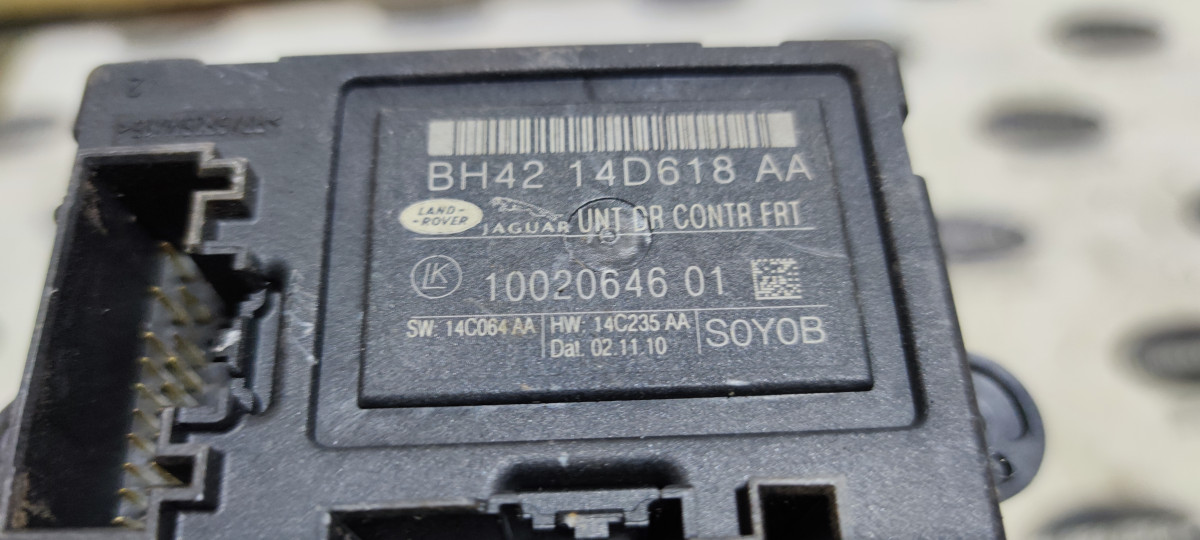 BH42 14D618 AA
LAND-
-ROVER
JAGUAR UNT DR CONTR FRT
LK 10020646 01
SW: 14C064 AA HW: 14C235 AA S0Y0B
Dat. 02.11.10